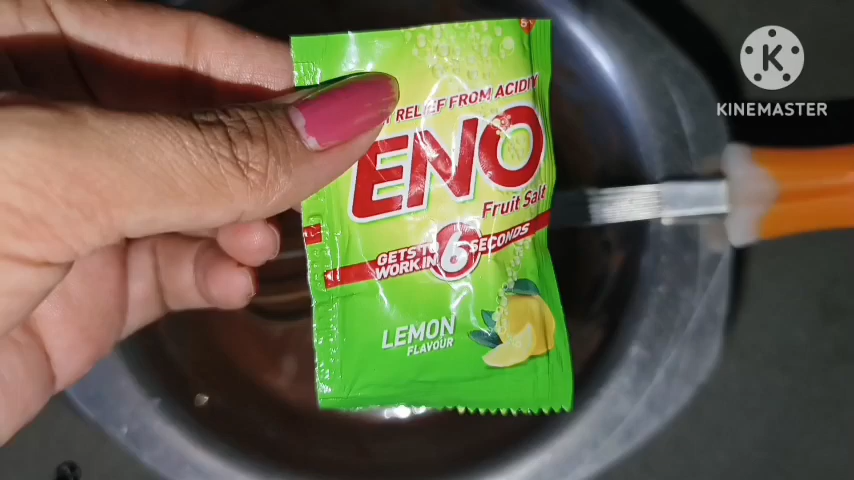 RELIEF FROM ACIDITY
ENO
Fruit Salt
GETS TO
WORK IN
6
SECONDS
LEMON
FLAVOUR
K
KINEMASTER